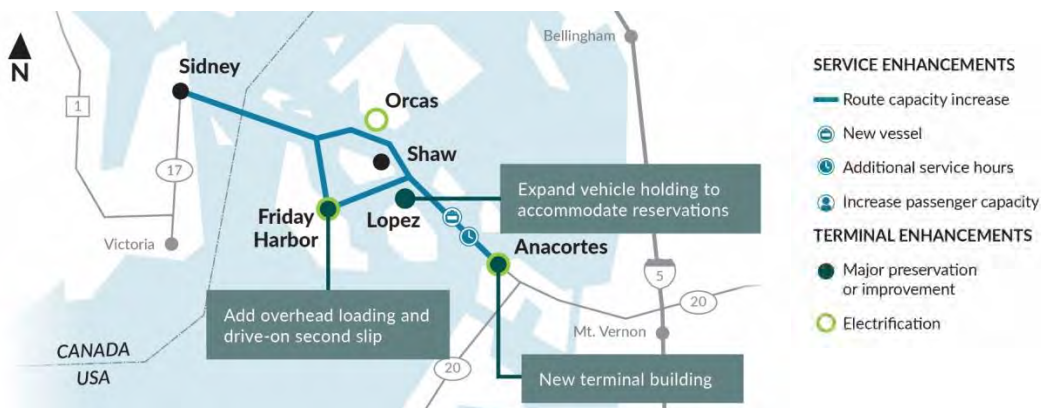 Bellingham
N
Sidney
1
Orcas
Shaw
17
Expand vehicle holding to
accommodate reservations
Friday
Harbor
Lopez
Victoria
Anacortes
5
20
Add overhead loading and
drive-on second slip
Mt. Vernon
CANADA
USA
20
New terminal building
SERVICE ENHANCEMENTS
Route capacity increase
New vessel
Additional service hours
Increase passenger capacity
TERMINAL ENHANCEMENTS
Major preservation
or improvement
Electrification